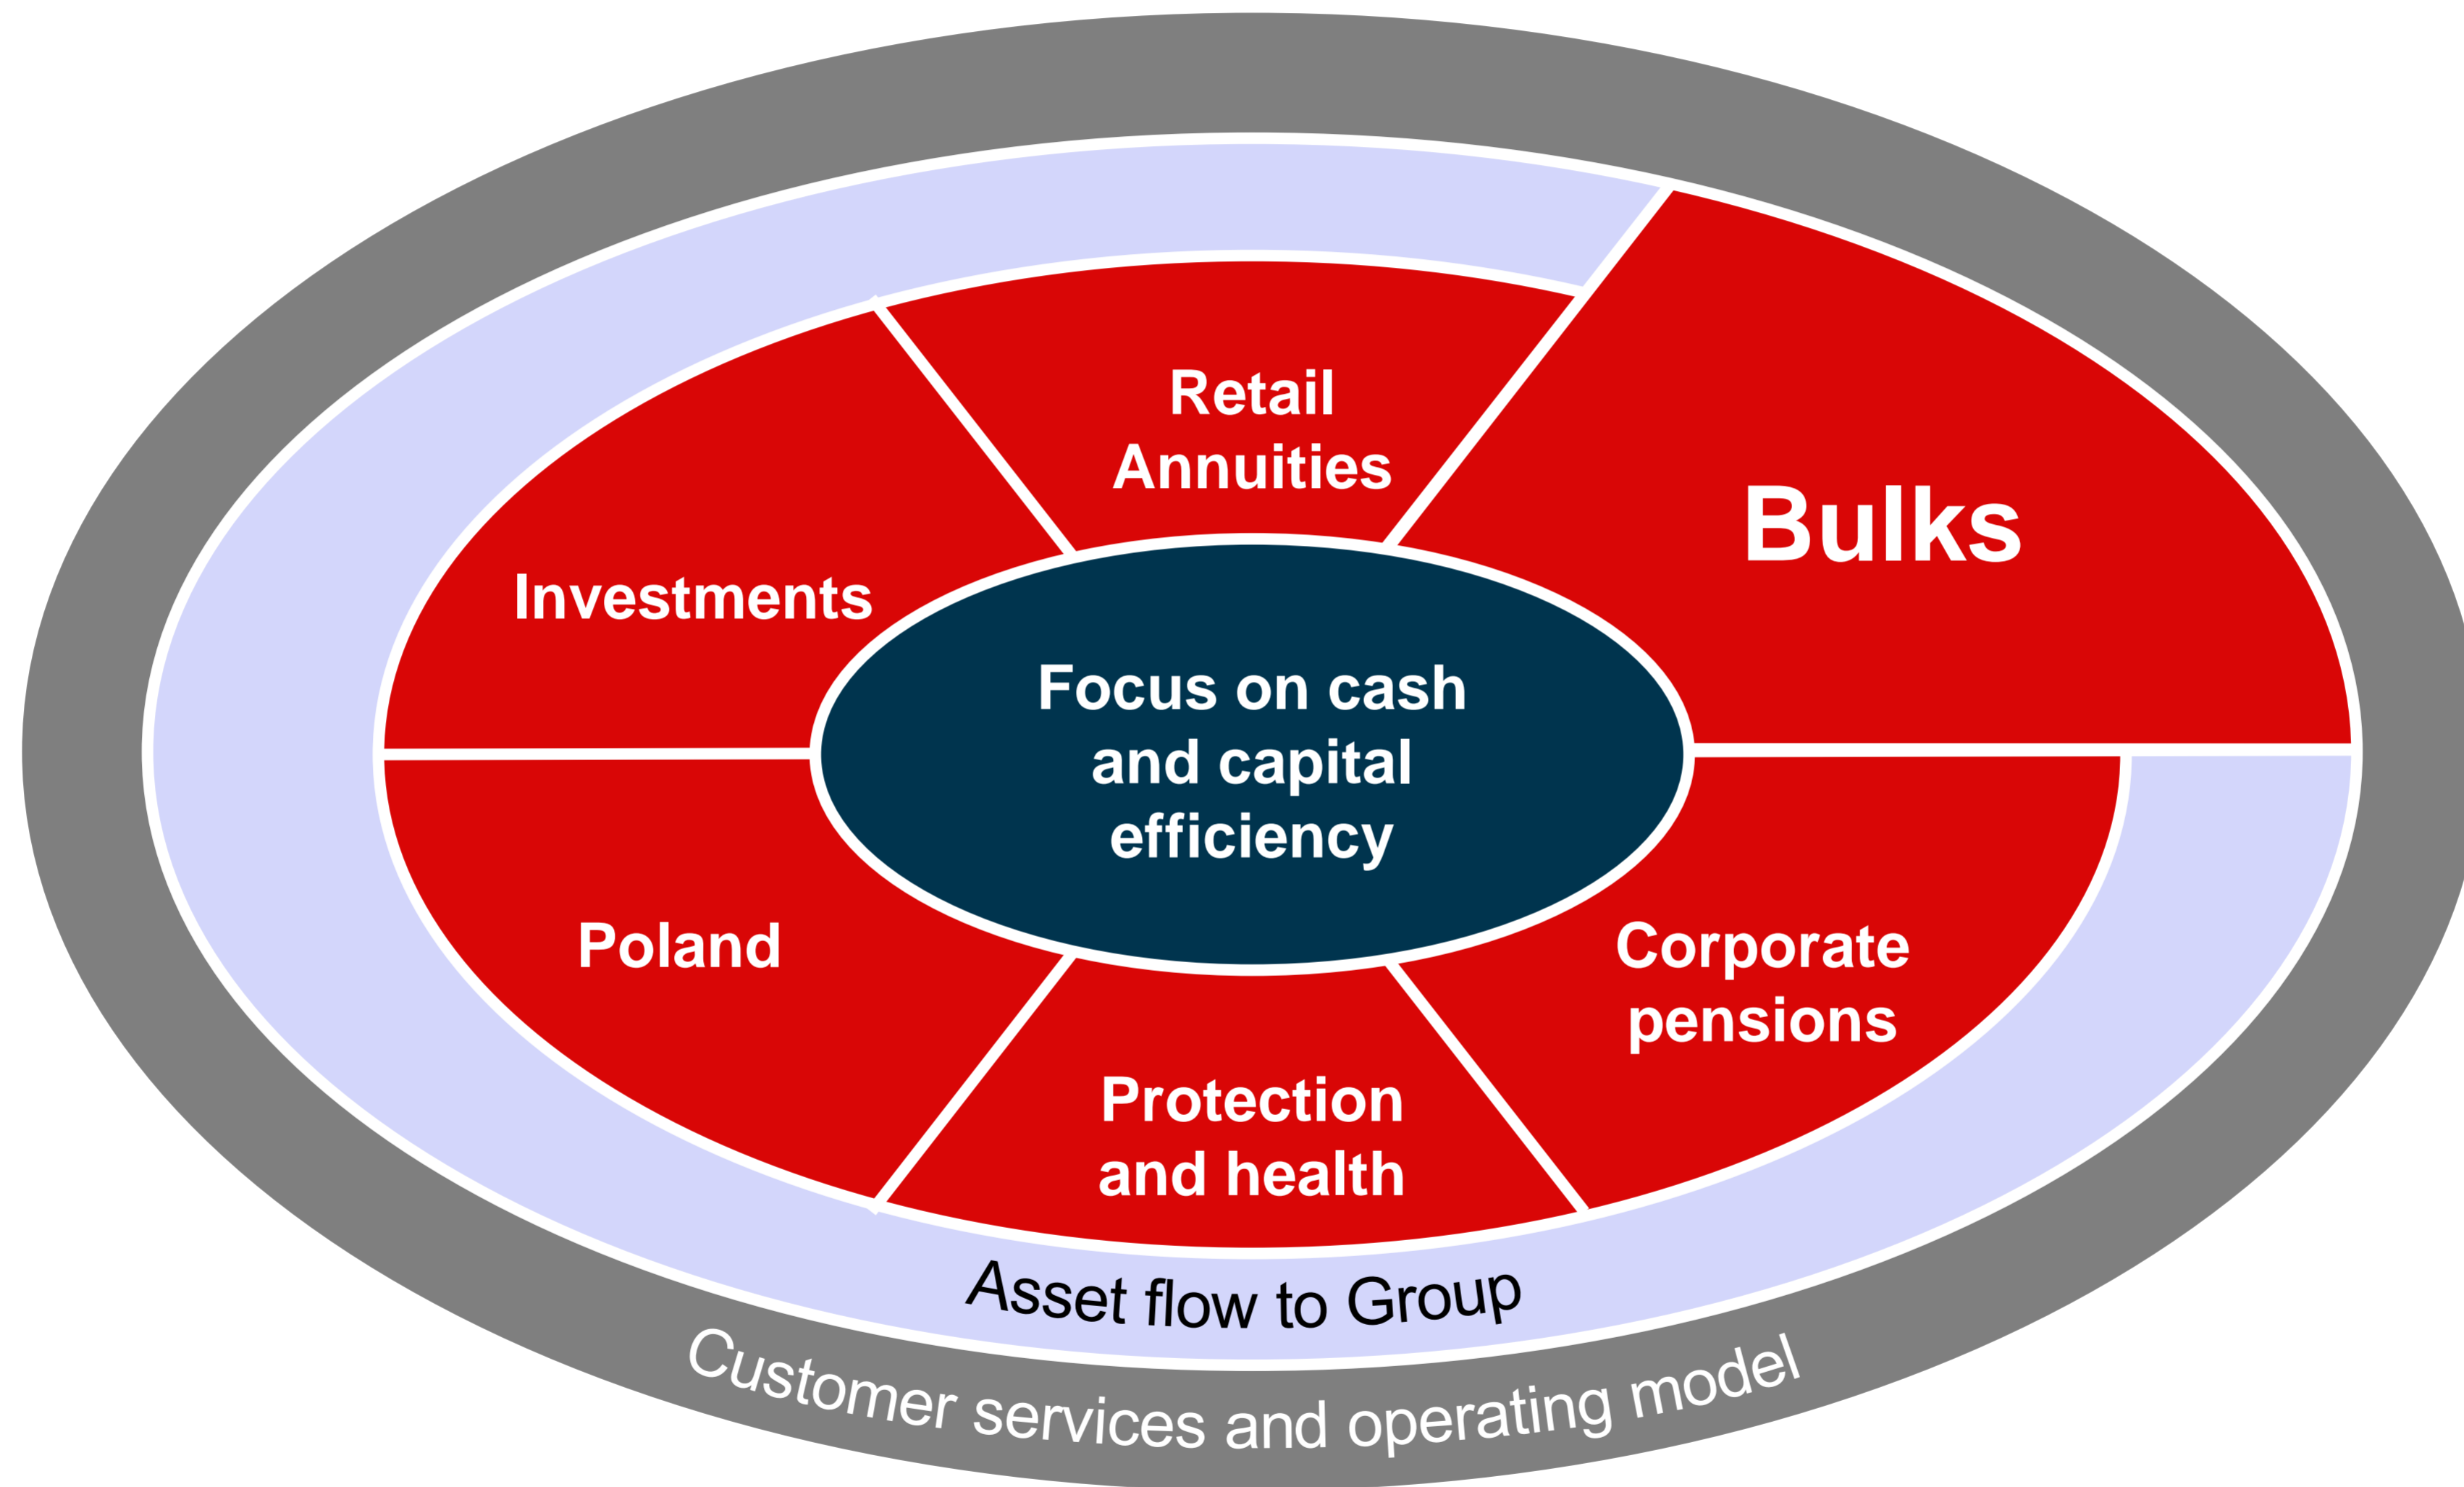 Retail
Annuities
Bulks
Investments
Focus on cash
and capital
efficiency
Poland
Corporate
pensions
Protection
and health
Asset flow to Group
Customer services and operating model